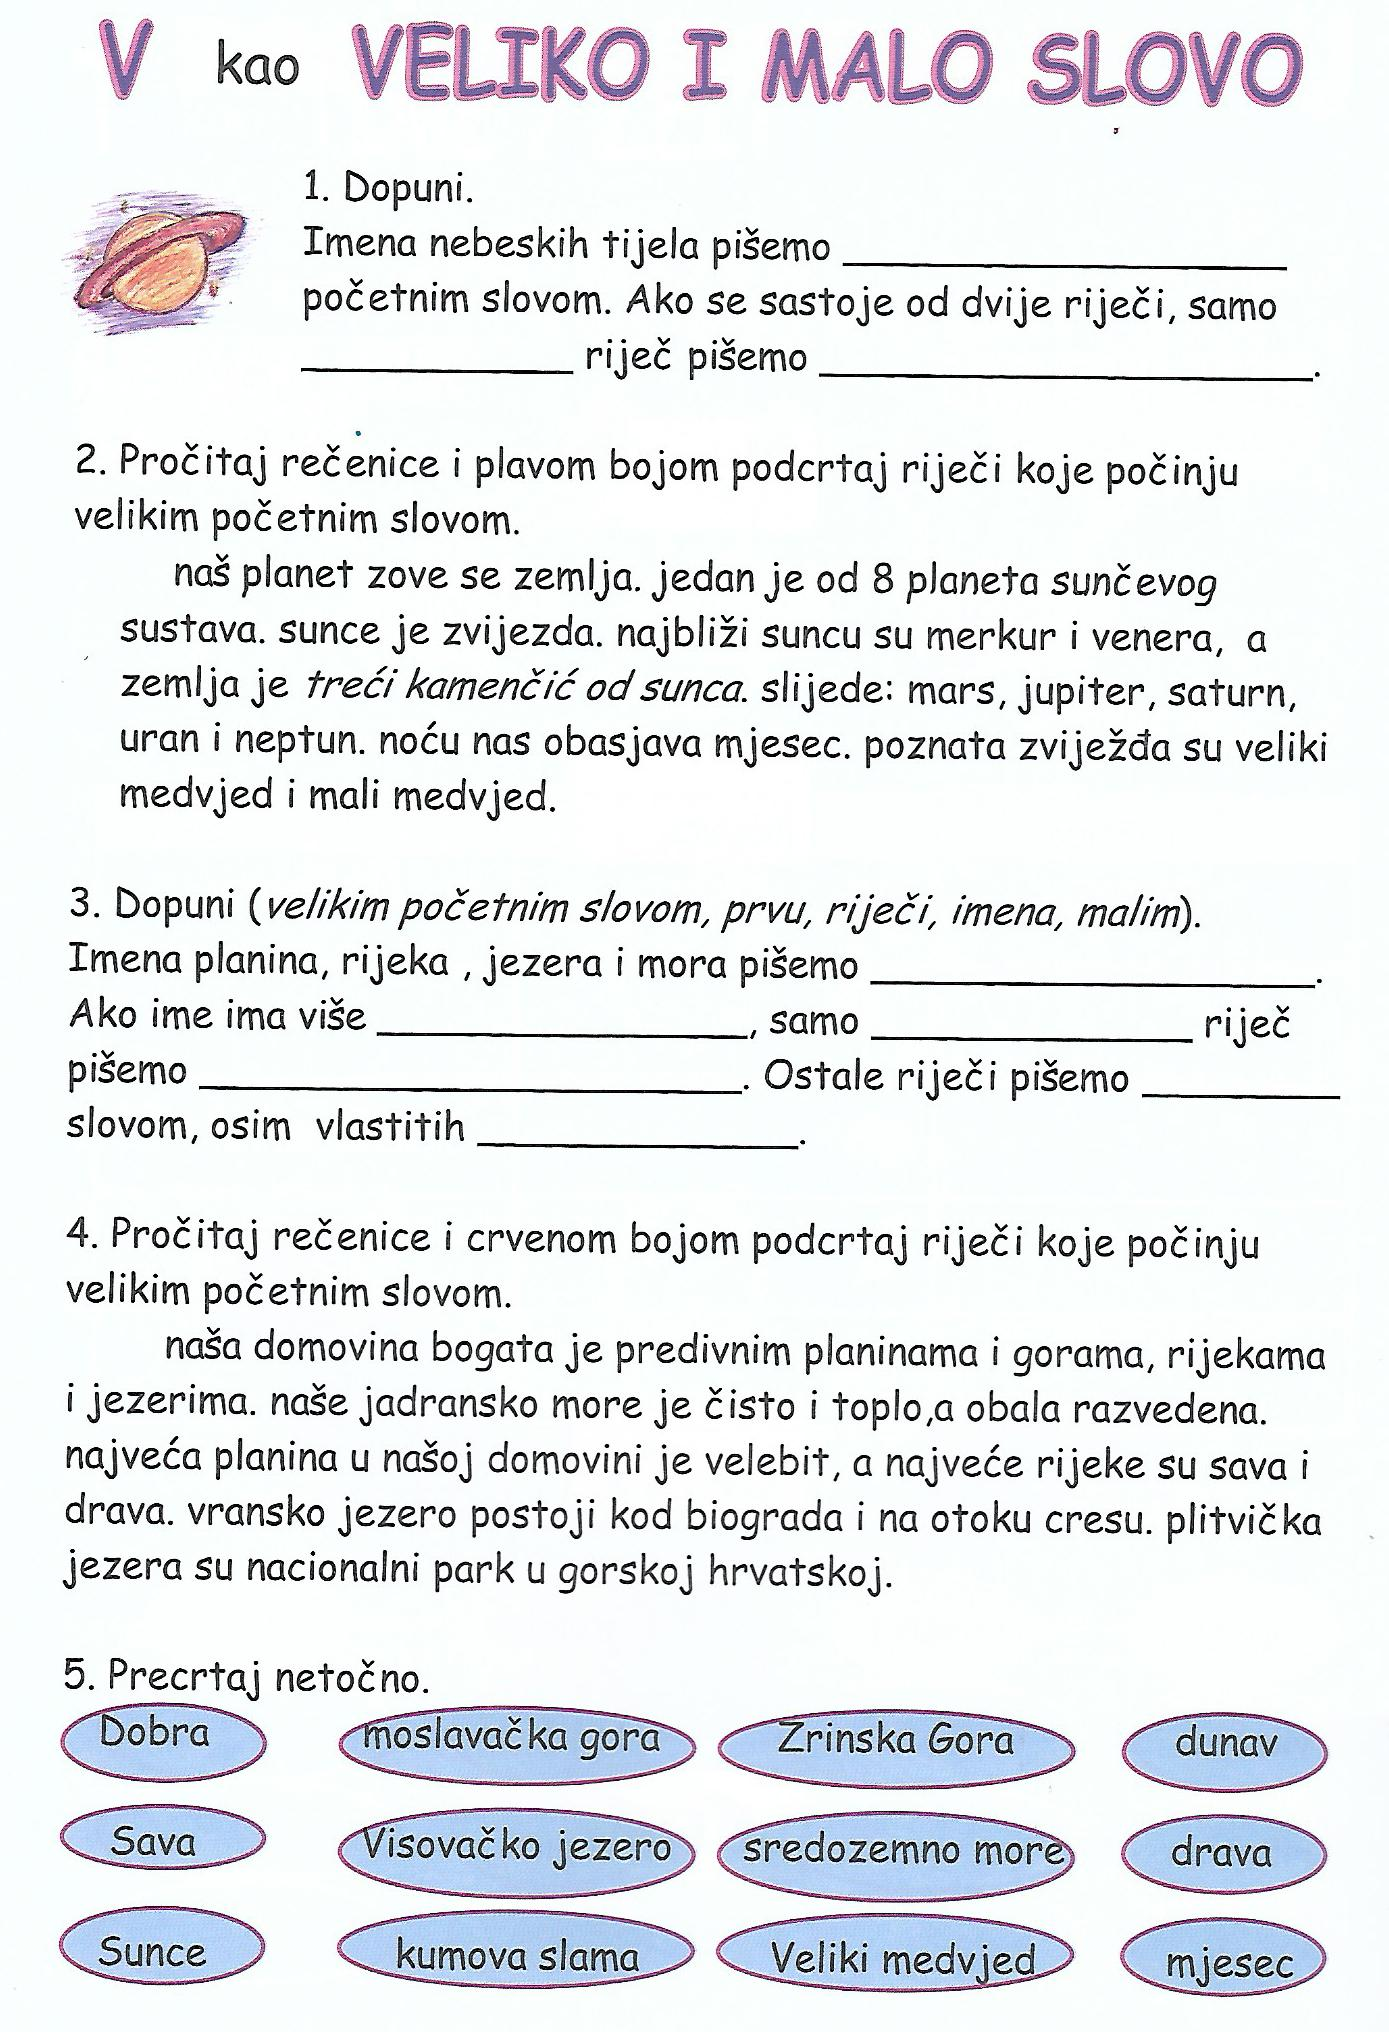 V kao VELIKO I MALO SLOVO
1. Dopuni.
Imena nebeskih tijela pišemo ____________________
početnim slovom. Ako se sastoje od dvije riječi, samo
____________ riječ pišemo ______________________.
2. Pročitaj rečenice i plavom bojom podcrtaj riječi koje počinju
velikim početnim slovom.
naš planet zove se zemlja. jedan je od 8 planeta sunčevog
sustava. sunce je zvijezda. najbliži suncu su merkur i venera, a
zemlja je treći kamenčić od sunca. slijede: mars, jupiter, saturn,
uran i neptun. noću nas obasjava mjesec. poznata zviježđa su veliki
medvjed i mali medvjed.
3. Dopuni (velikim početnim slovom, prvu, riječi, imena, malim).
Imena planina, rijeka , jezera i mora pišemo ____________________.
Ako ime ima više ________________, samo ______________ riječ
pišemo ________________________. Ostale riječi pišemo _________
slovom, osim vlastitih ______________.
4. Pročitaj rečenice i crvenom bojom podcrtaj riječi koje počinju
velikim početnim slovom.
naša domovina bogata je predivnim planinama i gorama, rijekama
i jezerima. naše jadransko more je čisto i toplo,a obala razvedena.
najveća planina u našoj domovini je velebit, a najveće rijeke su sava i
drava. vransko jezero postoji kod biograda i na otoku cresu. plitvička
jezera su nacionalni park u gorskoj hrvatskoj.
5. Precrtaj netočno.
Dobra moslavačka gora Zrinska Gora dunav
Sava Visovačko jezero sredozemno more drava
Sunce kumova slama Veliki medvjed mjesec